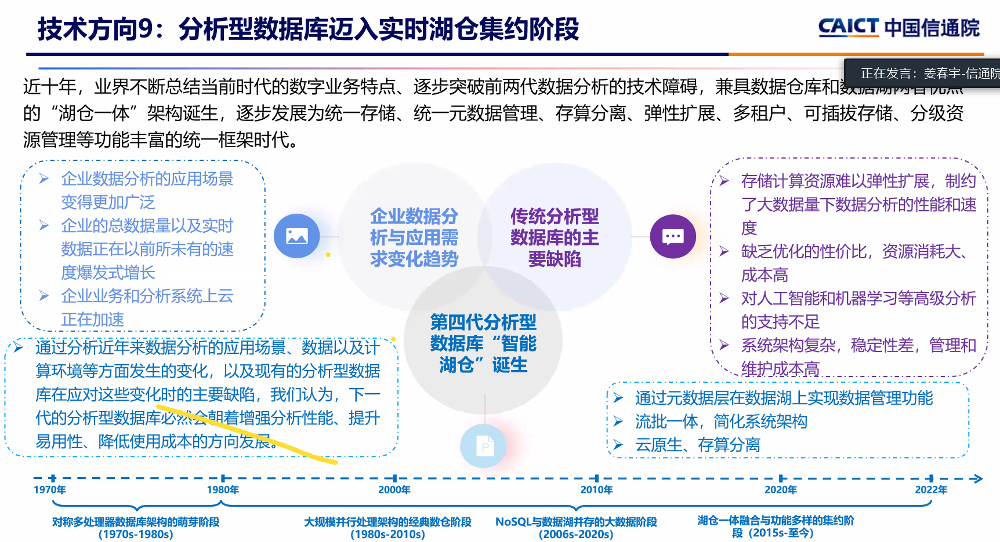 技术方向9：分析型数据库迈入实时湖仓集约阶段
CAICT 中国信通院
正在发言：姜春宇-信通院
近十年，业界不断总结当前时代的数字业务特点、逐步突破前两代数据分析的技术障碍，兼具数据仓库和数据湖两者优点
的“湖仓一体”架构诞生，逐步发展为统一存储、统一元数据管理、存算分离、弹性扩展、多租户、可插拔存储、分级资
源管理等功能丰富的统一框架时代。
企业数据分析的应用场景
变得更加广泛
企业的总数据量以及实时
数据正在以前所未有的速
度爆发式增长
企业业务和分析系统上云
正在加速
企业数据分
析与应用需
求变化趋势
传统分析型
数据库的主
要缺陷
存储计算资源难以弹性扩展，制约
了大数据量下数据分析的性能和速
度
缺乏优化的性价比，资源消耗大、
成本高
对人工智能和机器学习等高级分析
的支持不足
系统架构复杂，稳定性差，管理和
维护成本高
第四代分析型
数据库“智能
湖仓”诞生
通过分析近年来数据分析的应用场景、数据以及计
算环境等方面发生的变化，以及现有的分析型数据
库在应对这些变化时的主要缺陷，我们认为，下一
代的分析型数据库必然会朝着增强分析性能、提升
易用性、降低使用成本的方向发展。
P
通过元数据层在数据湖上实现数据管理功能
流批一体，简化系统架构
云原生、存算分离
1970年
1980年
2000年
2010年
2020年
2022年
对称多处理器数据库架构的萌芽阶段
(1970s-1980s)
大规模并行处理架构的经典数仓阶段
(1980s-2010s)
NoSQL与数据湖并存的大数据阶段
(2006s-2020s)
湖仓一体融合与功能多样的集约阶
段（2015s-至今）